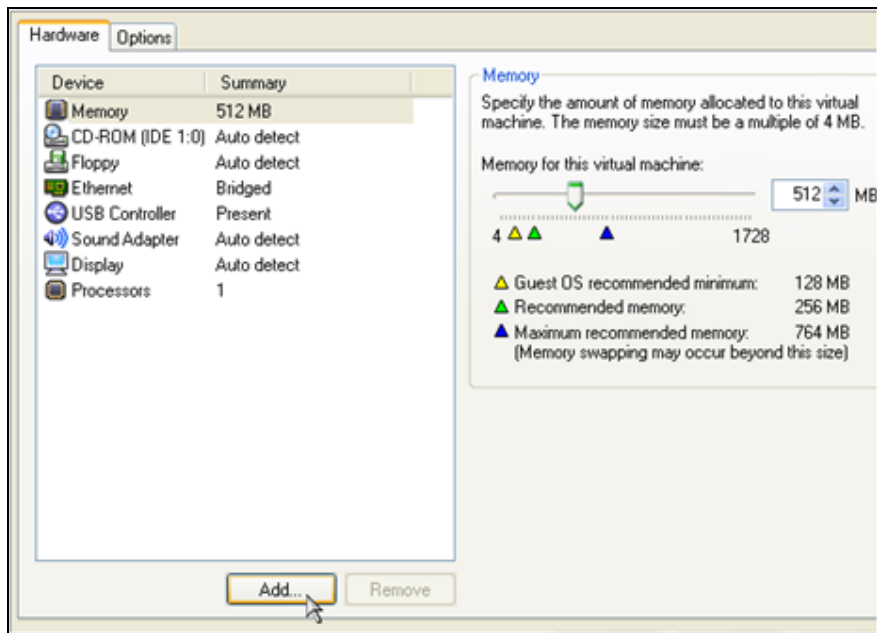 Hardware Options
Device Summary
Memory 512 MB
CD-ROM (IDE 1:0) Auto detect
Floppy Auto detect
Ethernet Bridged
USB Controller Present
Sound Adapter Auto detect
Display Auto detect
Processors 1
Add... Remove
Memory
Specify the amount of memory allocated to this virtual
machine. The memory size must be a multiple of 4 MB.
Memory for this virtual machine:
512 MB
4 1728
Guest OS recommended minimum: 128 MB
Recommended memory: 256 MB
Maximum recommended memory: 764 MB
(Memory swapping may occur beyond this size)